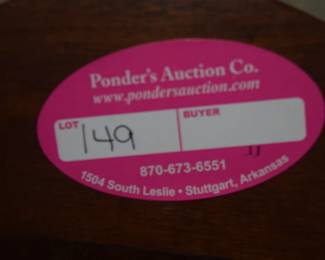 Ponder's Auction Co.
www.pondersauction.com
LOT 149 BUYER
870-673-6551
1504 South Leslie • Stuttgart, Arkansas